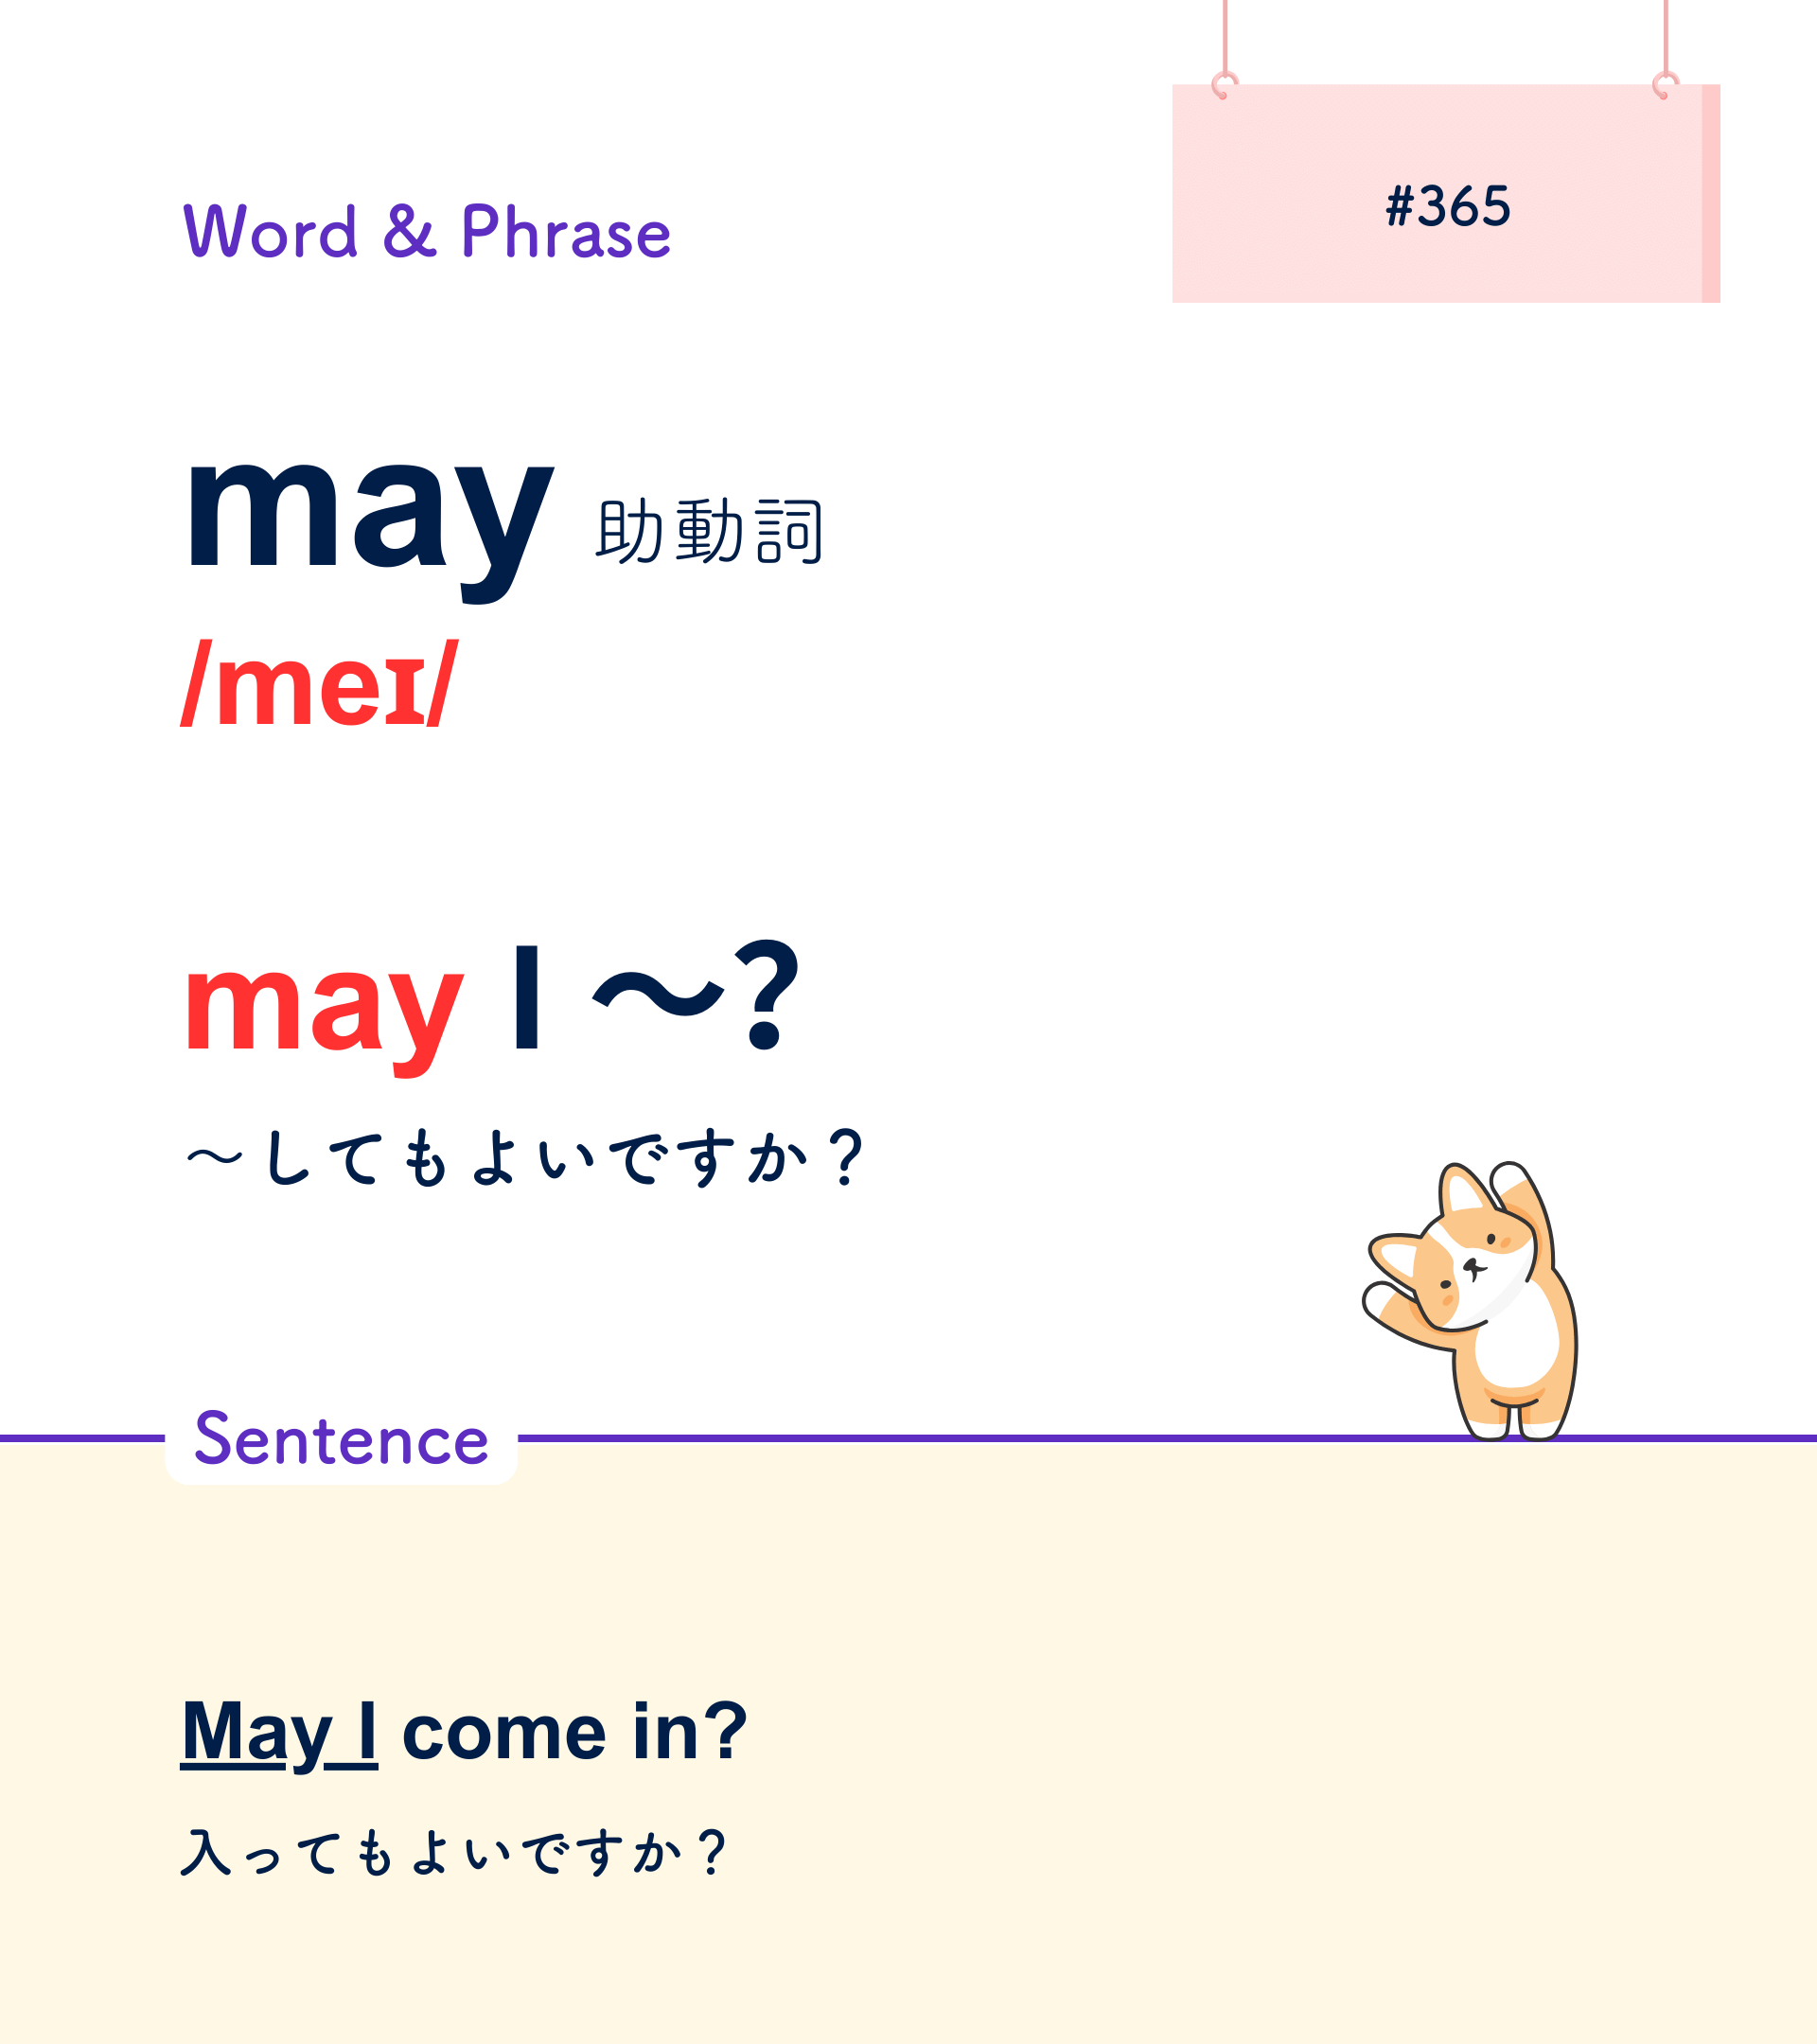 #365
Word & Phrase
may 助動詞
/meɪ/
may I 〜?
〜してもよいですか？
Sentence
May I come in?
入ってもよいですか？